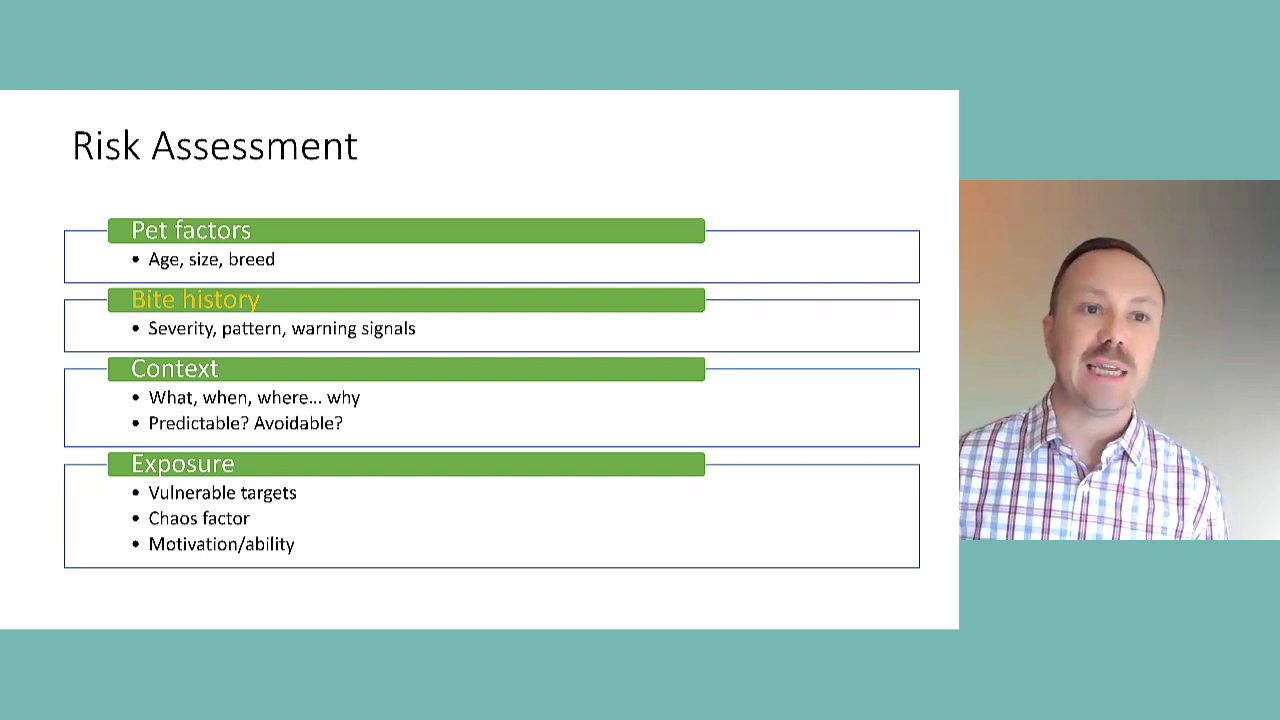 Risk Assessment
Pet factors
• Age, size, breed
Bite history
• Severity, pattern, warning signals
Context
• What, when, where... why
• Predictable? Avoidable?
Exposure
• Vulnerable targets
• Chaos factor
• Motivation/ability